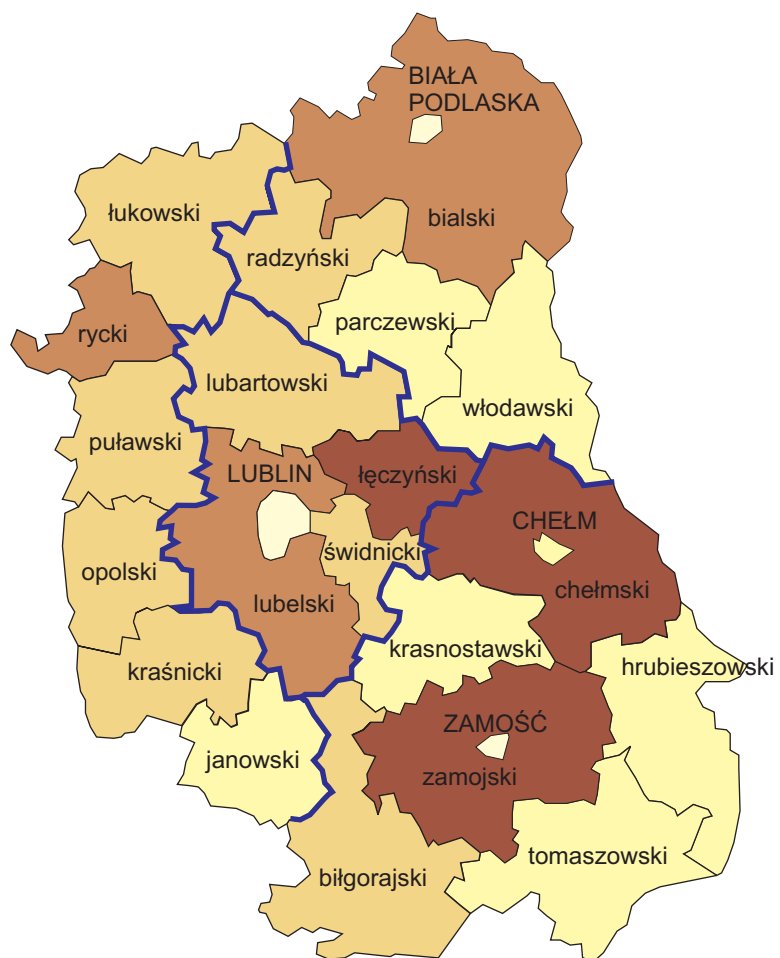 BIAŁA
PODLASKA
łukowski
bialski
radzyński
parczewski
rycki
lubartowski
włodawski
puławski
LUBLIN
łęczyński
CHEŁM
świdnicki
opolski
chełmski
lubelski
krasnostawski
hrubieszowski
kraśnicki
ZAMOŚĆ
janowski
zamojski
tomaszowski
biłgorajski